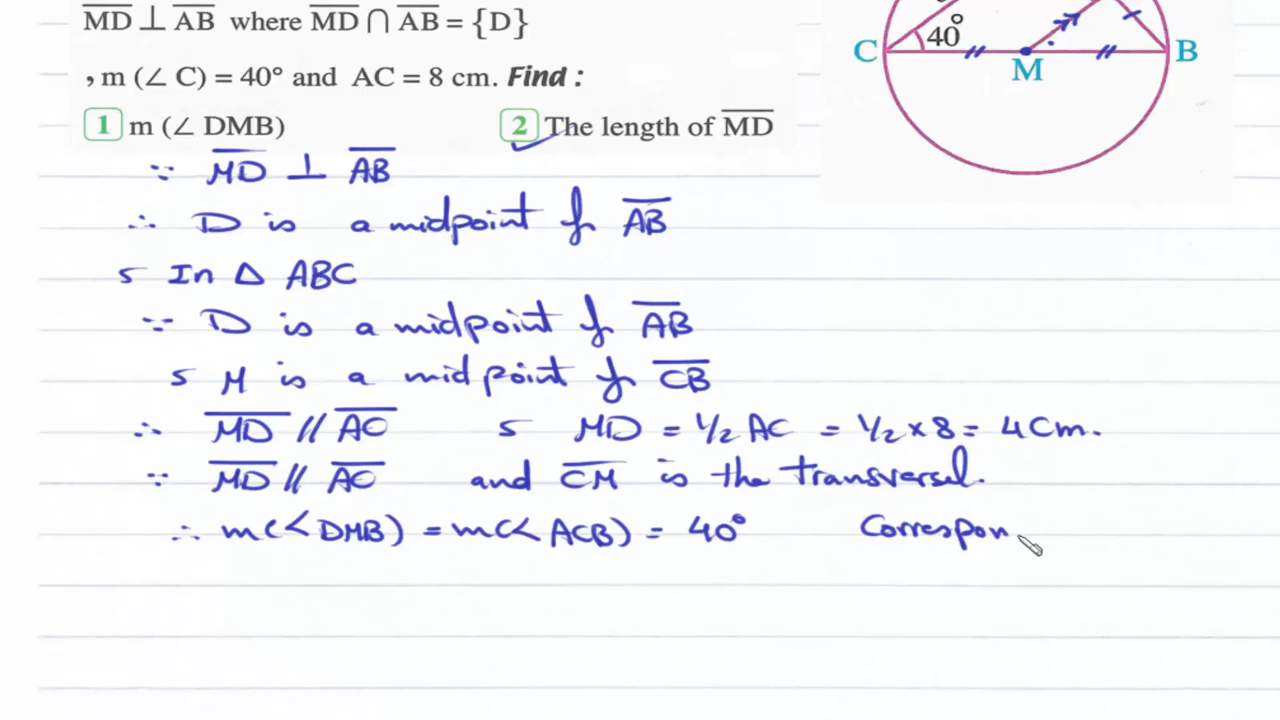 MD ⊥ AB where MD ∩ AB = {D}
, m (∠ C) = 40° and AC = 8 cm. Find :
1 m (∠ DMB)
2 The length of MD
40°
C
M
B
∵ MD ⊥ AB
∴ D is a midpoint of AB
, In Δ ABC
∵ D is a midpoint of AB
, M is a midpoint of CB
∴ MD // AC , MD = 1/2 AC = 1/2 × 8 = 4 Cm.
∵ MD // AC and CM is the transversel.
∴ m(<DMB) = m(<ACB) = 40° Correspon